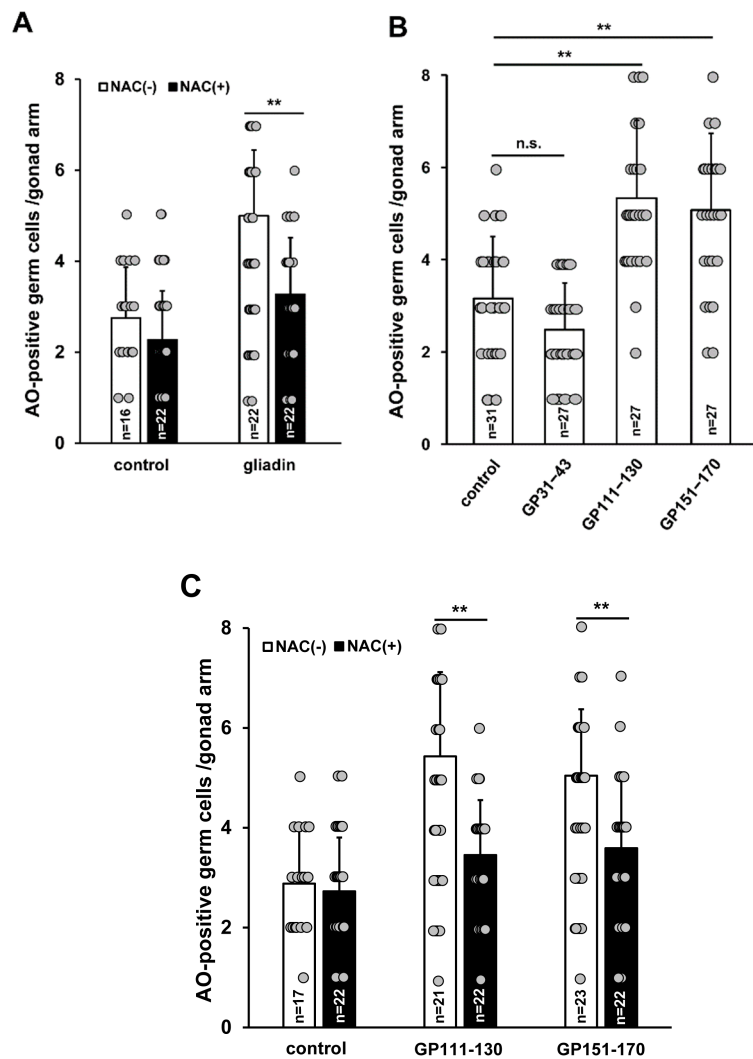 A
AO-positive germ cells /gonad arm
8
6
4
2
0
NAC(-) NAC(+)
**
n=16
n=22
n=22
n=22
control
gliadin
B
AO-positive germ cells /gonad arm
8
6
4
2
0
**
**
n.s.
n=31
n=27
n=27
n=27
control
GP31–43
GP111–130
GP151–170
C
AO-positive germ cells /gonad arm
8
6
4
2
0
NAC(-) NAC(+)
**
**
n=17
n=22
n=21
n=22
n=23
n=22
control
GP111-130
GP151-170